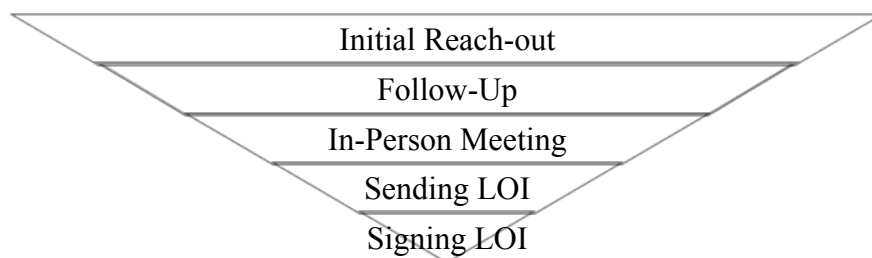 Initial Reach-out
Follow-Up
In-Person Meeting
Sending LOI
Signing LOI